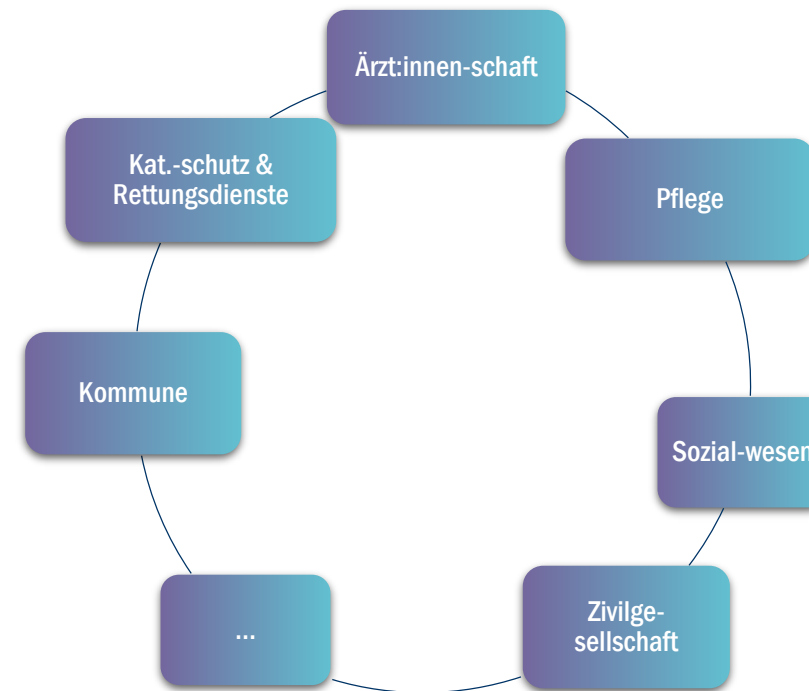 Ärzt:innen-schaft
Kat.-schutz &
Rettungsdienste
Pflege
Kommune
Sozial-wesen
...
Zivilge-
sellschaft